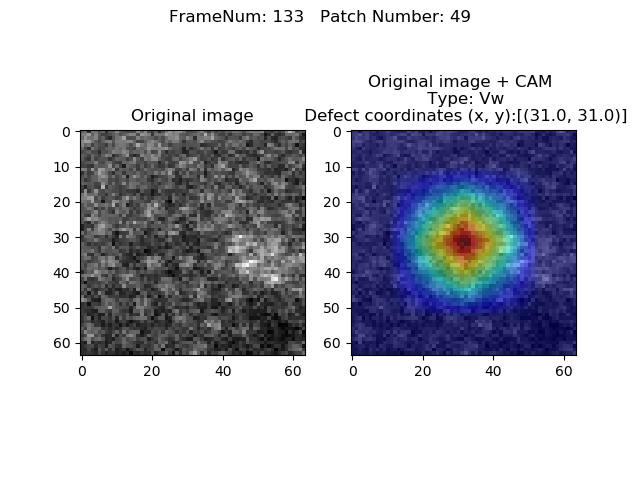 FrameNum: 133   Patch Number: 49
Original image
0
10
20
30
40
50
60
0 20 40 60
Original image + CAM
Type: Vw
Defect coordinates (x, y):[(31.0, 31.0)]
0
10
20
30
40
50
60
0 20 40 60